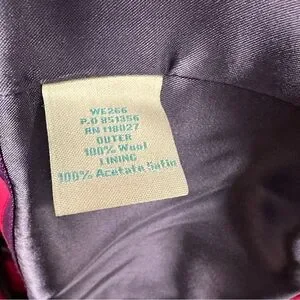 WE266
P.O 851356
RN 118027
OUTER
100% Wool
LINING
100% Acetate Satin